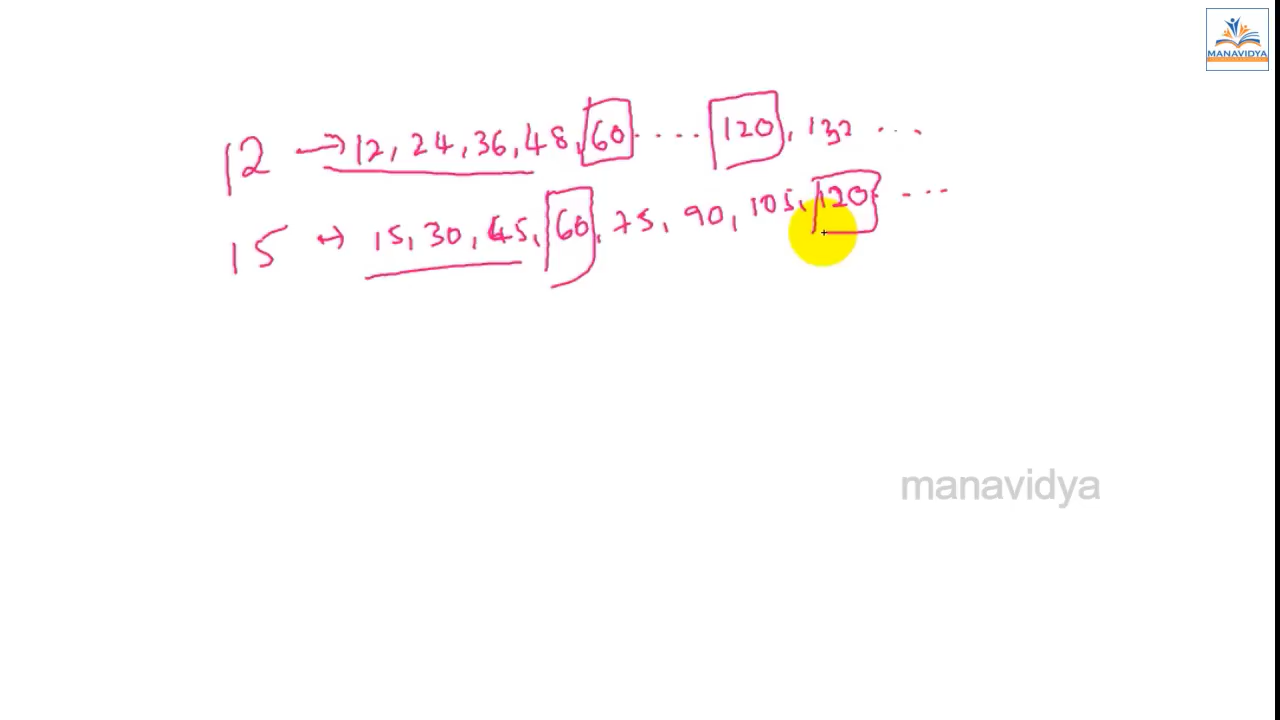 MANAVIDYA
12 → 12, 24, 36, 48, 60 .... 120, 132 ...
15 → 15, 30, 45, 60, 75, 90, 105, 120 ...
manavidya